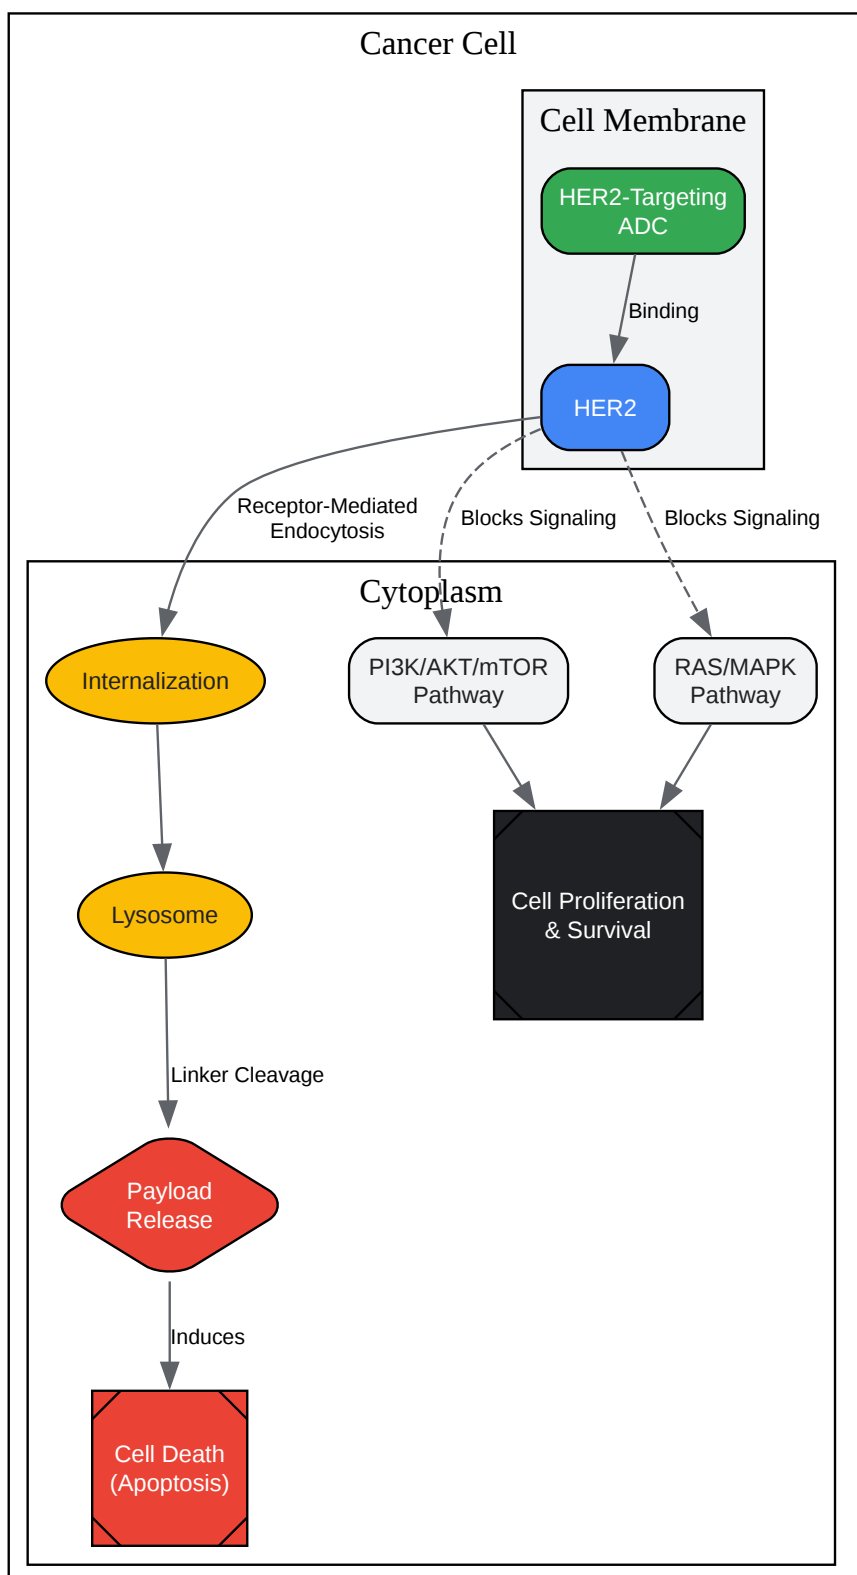 Cancer Cell
Cell Membrane
HER2-Targeting
ADC
Binding
HER2
Receptor-Mediated
Endocytosis
Blocks Signaling
Blocks Signaling
Cytoplasm
Internalization
PI3K/AKT/mTOR
Pathway
RAS/MAPK
Pathway
Lysosome
Cell Proliferation
& Survival
Linker Cleavage
Payload
Release
Induces
Cell Death
(Apoptosis)